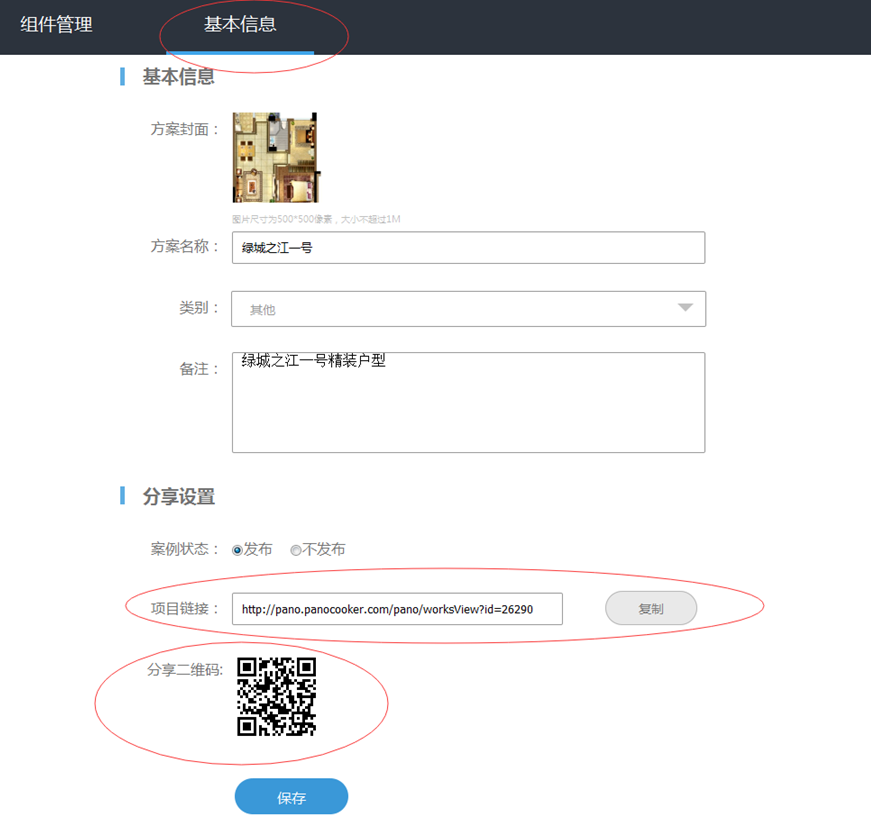 组件管理
基本信息
基本信息
方案封面：
图片尺寸为500*500像素，大小不超过1M
方案名称：
绿城之江一号
类别：
其他
备注：
绿城之江一号精装户型
分享设置
案例状态：
发布
不发布
项目链接：
http://pano.panocooker.com/pano/worksView?id=26290
复制
分享二维码:
保存